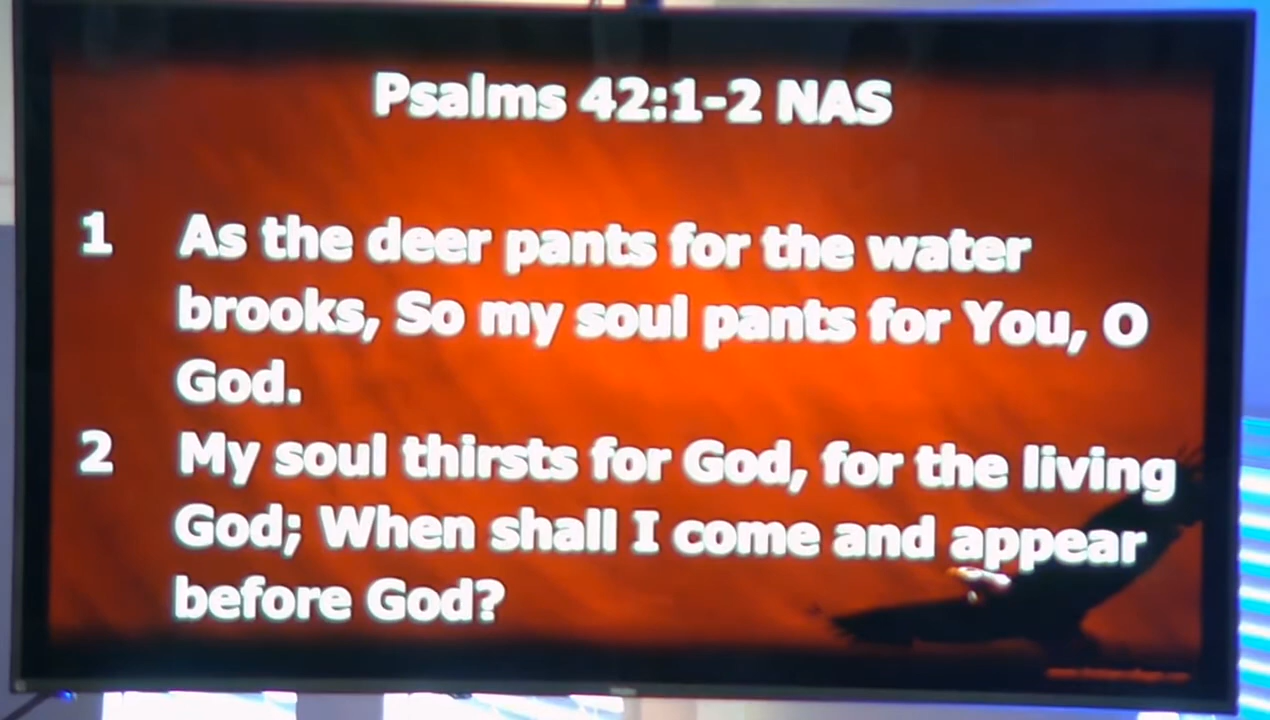 Psalms 42:1-2 NAS
1 As the deer pants for the water
brooks, So my soul pants for You, O
God.
2 My soul thirsts for God, for the living
God; When shall I come and appear
before God?